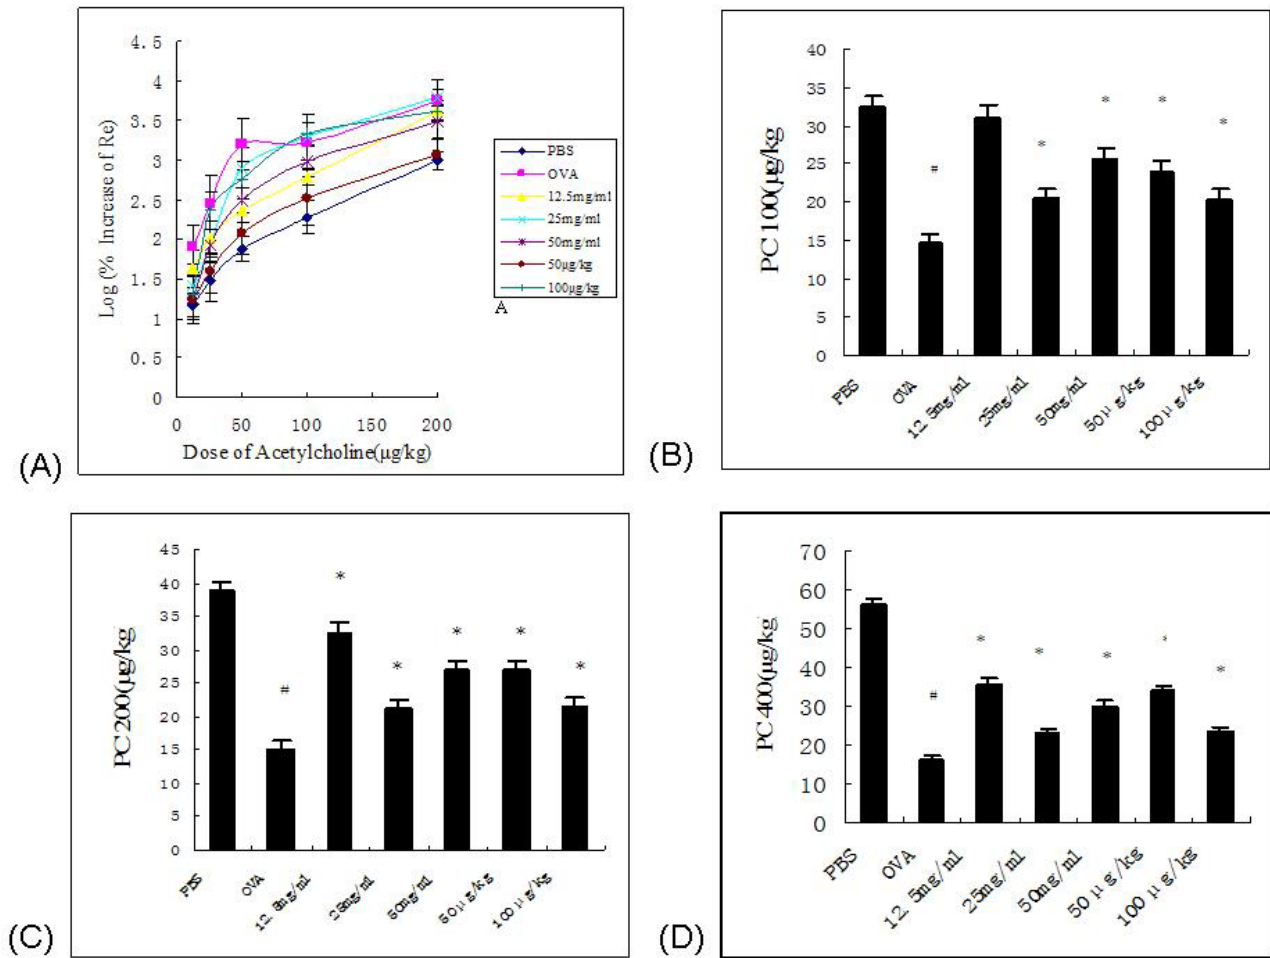 4.5
4
3.5
3
2.5
2
1.5
1
0.5
0
Log(% Increase of Re)
0 50 100 150 200
Dose of Acetylcholine(μg/kg)
PBS
OVA
12.5mg/ml
25mg/ml
50mg/ml
50μg/kg
100μg/kg
A
(A)
40
35
30
25
20
15
10
5
0
PC100(μg/kg)
#
*
*
*
*
PBS
OVA
12.5mg/ml
25mg/ml
50mg/ml
50μg/kg
100μg/kg
(B)
45
40
35
30
25
20
15
10
5
0
PC200(μg/kg)
#
*
*
*
*
*
PBS
OVA
12.5mg/ml
25mg/ml
50mg/ml
50μg/kg
100μg/kg
(C)
70
60
50
40
30
20
10
0
PC400(μg/kg)
#
*
*
*
*
*
PBS
OVA
12.5mg/ml
25mg/ml
50mg/ml
50μg/kg
100μg/kg
(D)